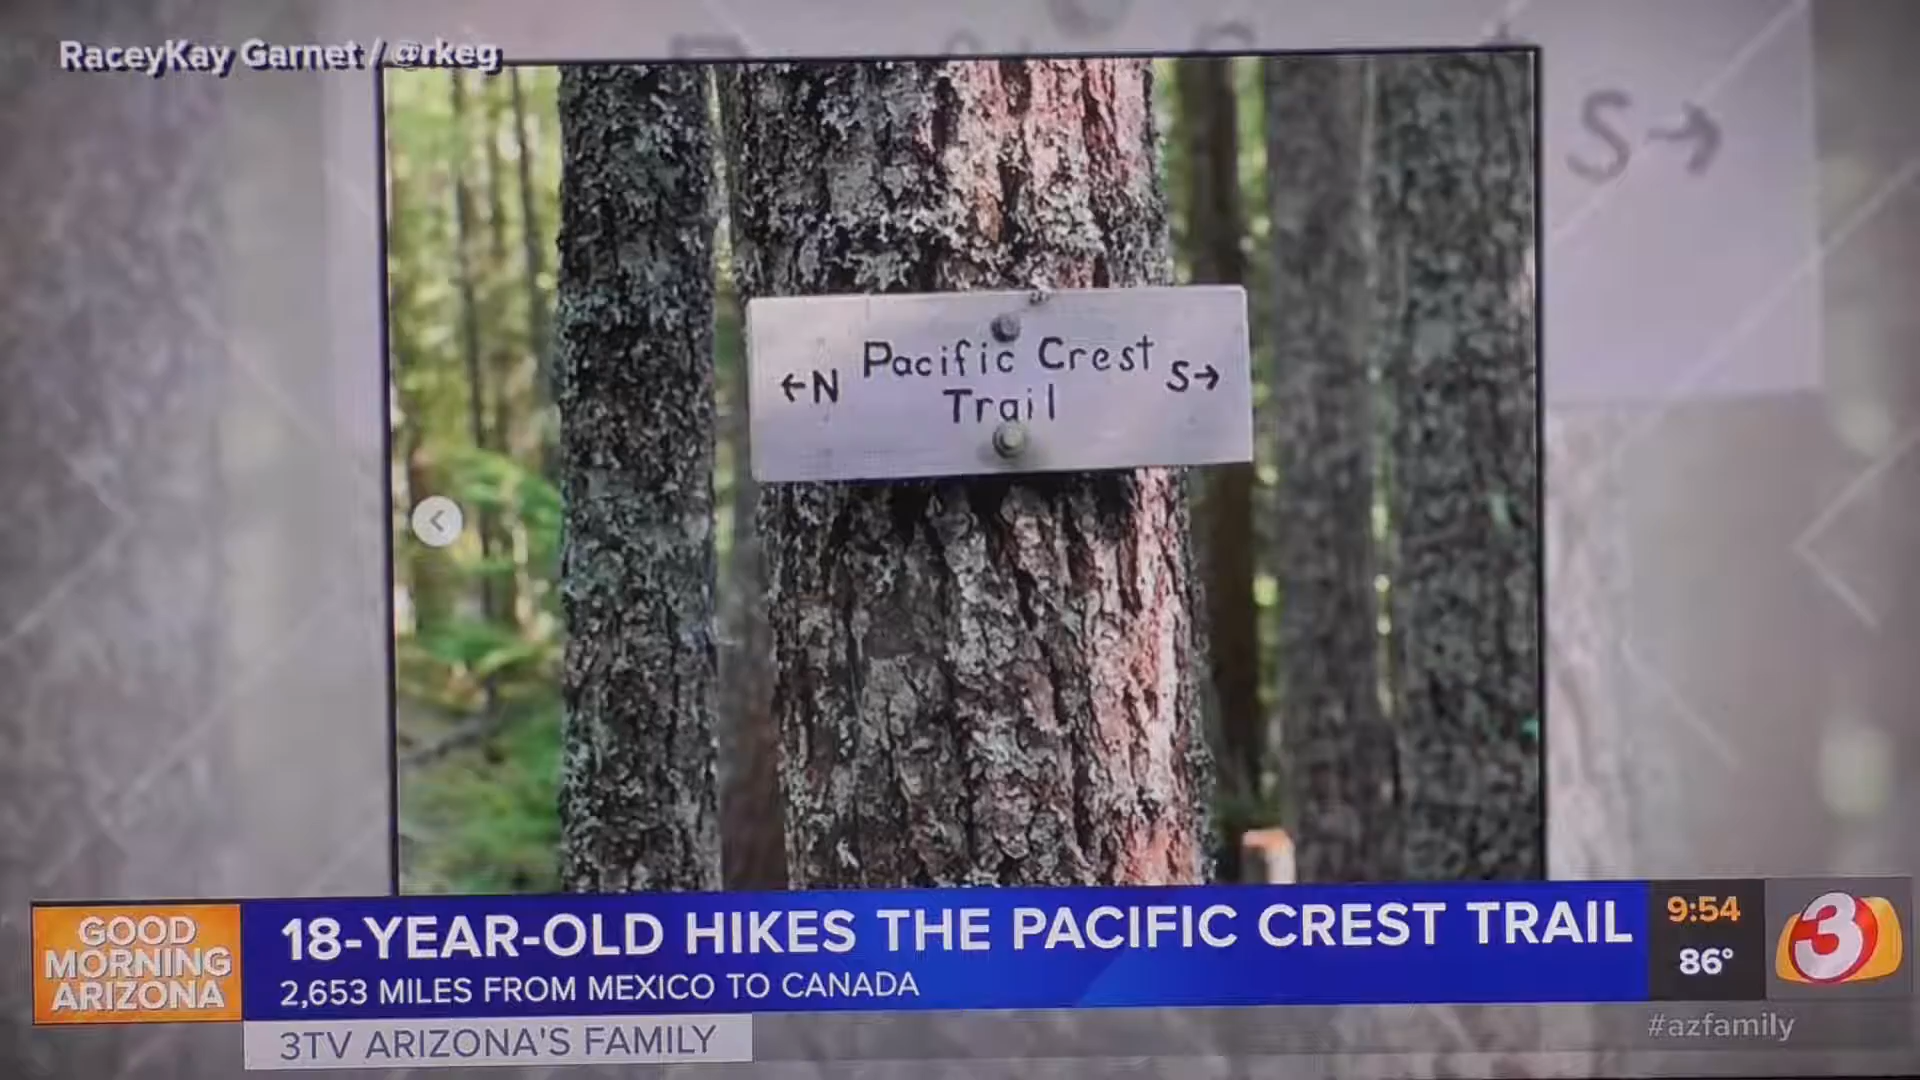 RaceyKay Garnet / @rkeg
S→
Pacific Crest
←N
S→
Trail
18-YEAR-OLD HIKES THE PACIFIC CREST TRAIL
2,653 MILES FROM MEXICO TO CANADA
GOOD
MORNING
ARIZONA
9:54
86°
3
3TV ARIZONA'S FAMILY
#azfamily